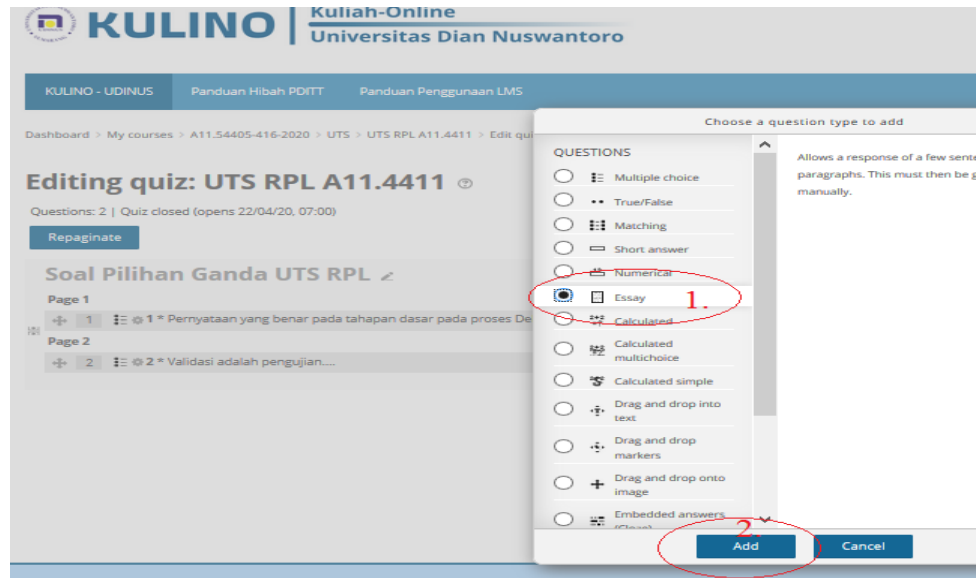 KULINO
Kuliah-Online
Universitas Dian Nuswantoro
KULINO - UDINUS
Panduan Hibah PDITT
Panduan Penggunaan LMS
Dashboard > My courses > A11.54405-416-2020 > UTS > UTS RPL A11.4411 > Edit qui
Editing quiz: UTS RPL A11.4411
Questions: 2 | Quiz closed (opens 22/04/20, 07:00)
Repaginate
Soal Pilihan Ganda UTS RPL
Page 1
1 1 * Pernyataan yang benar pada tahapan dasar pada proses De
Page 2
2 2 * Validasi adalah pengujian....
Choose a question type to add
QUESTIONS
Multiple choice
True/False
Matching
Short answer
Numerical
Essay
1.
Calculated
Calculated
multichoice
Calculated simple
Drag and drop into
text
Drag and drop
markers
Drag and drop onto
image
Embedded answers
(Cloze)
Allows a response of a few sente
paragraphs. This must then be g
manually.
2.
Add
Cancel